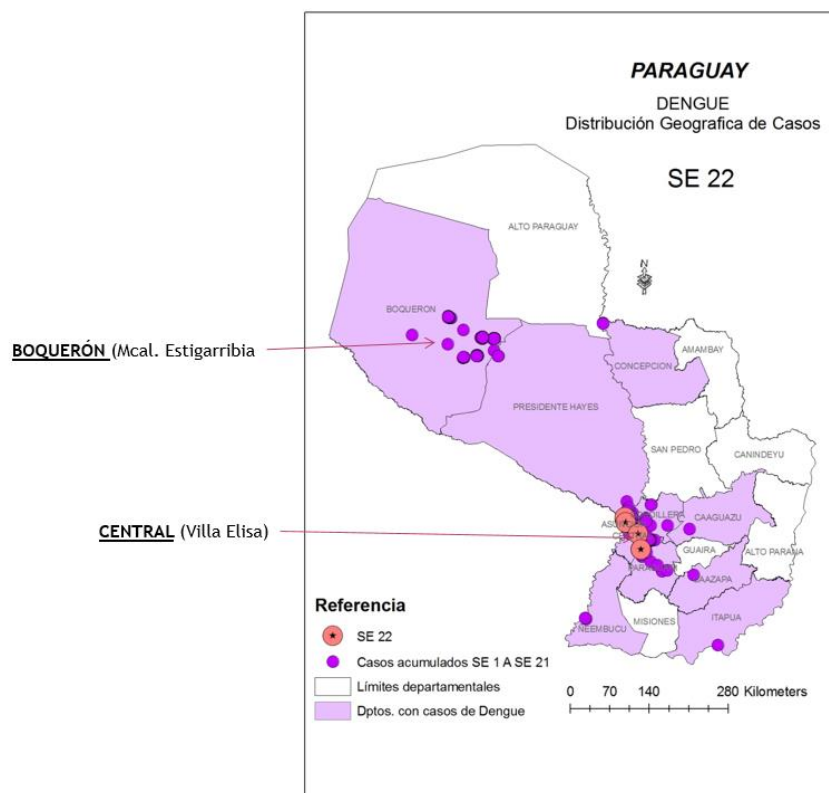 PARAGUAY
DENGUE
Distribución Geografica de Casos
SE 22
ALTO PARAGUAY
N
BOQUERON
BOQUERÓN (Mcal. Estigarribia
CONCEPCION
AMAMBAY
PRESIDENTE HAYES
SAN PEDRO
CANINDEYU
CENTRAL (Villa Elisa)
CAAGUAZU
GUAIRA
ALTO PARANA
ITAPUA
MISIONES
ÑEEMBUCU
Referencia
SE 22
Casos acumulados SE 1 A SE 21
Límites departamentales
Dptos. con casos de Dengue
0 70 140 280 Kilometers